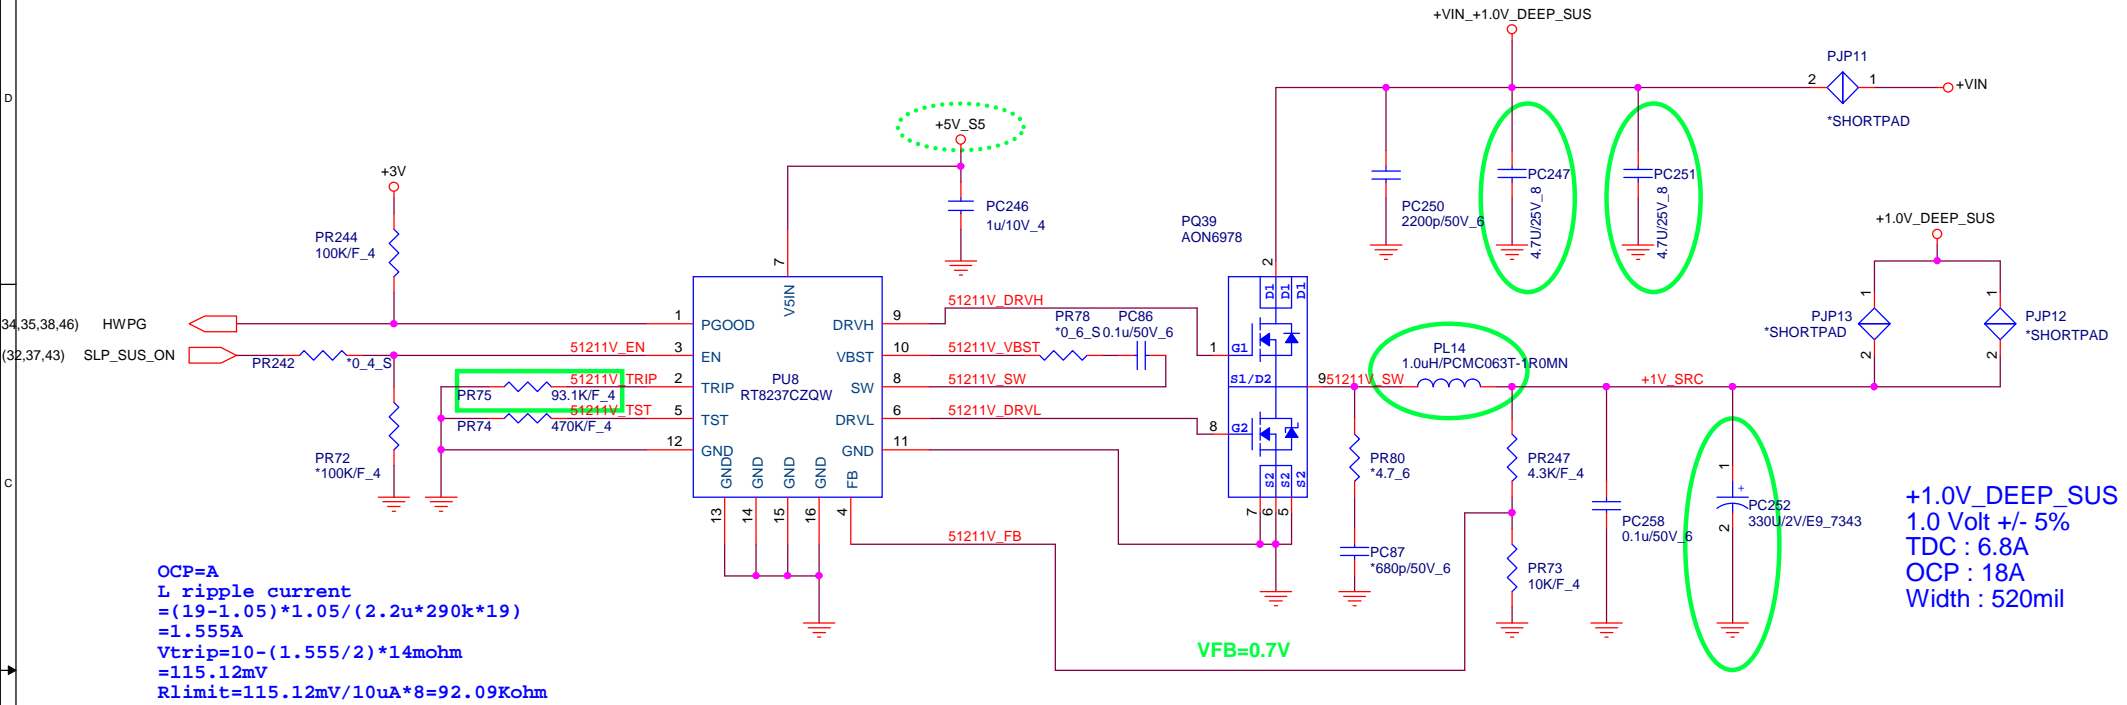 +VIN_+1.0V_DEEP_SUS
PJP11
2
1
+VIN
*SHORTPAD
D
+5V_S5
+3V
PC247
4.7U/25V_8
PC251
4.7U/25V_8
PC250
2200p/50V_6
PC246
1u/10V_4
PQ39
AON6978
+1.0V_DEEP_SUS
PR244
100K/F_4
7
V5IN
2
D1
D1
D1
34,35,38,46)
HWPG
1
PGOOD
DRVH
9
51211V_DRVH
PR78
*0_6_S
PC86
0.1u/50V_6
1
PJP13
*SHORTPAD
2
1
PJP12
*SHORTPAD
2
(32,37,43)
SLP_SUS_ON
PR242
*0_4_S
51211V_EN
3
EN
VBST
10
51211V_VBST
1
G1
PL14
1.0uH/PCMC063T-1R0MN
PR75
93.1K/F_4
51211V_TRIP
2
TRIP
PU8
RT8237CZQW
SW
8
51211V_SW
S1/D2
9
51211V_SW
+1V_SRC
PR74
470K/F_4
51211V_TST
5
TST
DRVL
6
51211V_DRVL
8
G2
12
GND
GND
11
PR72
*100K/F_4
GND
GND
GND
GND
FB
S2
S2
S2
PR80
*4.7_6
PR247
4.3K/F_4
C
13
14
15
16
4
7
6
5
1
+
2
PC252
330U/2V/E9_7343
PC258
0.1u/50V_6
51211V_FB
PC87
*680p/50V_6
PR73
10K/F_4
+1.0V_DEEP_SUS
1.0 Volt +/- 5%
TDC : 6.8A
OCP : 18A
Width : 520mil
OCP=A
L ripple current
=(19-1.05)*1.05/(2.2u*290k*19)
=1.555A
Vtrip=10-(1.555/2)*14mohm
=115.12mV
Rlimit=115.12mV/10uA*8=92.09Kohm
VFB=0.7V